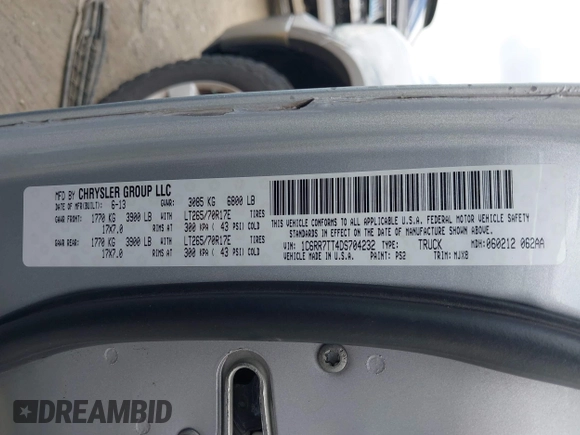 MFD BY CHRYSLER GROUP LLC
DATE OF MFR(BUILT): 6-13 GVWR: 3085 KG 6800 LB
GAWR FRONT: 1770 KG 3900 LB WITH LT265/70R17E TIRES
17X7.0 RIMS AT 300 KPA ( 43 PSI) COLD
GAWR REAR: 1770 KG 3900 LB WITH LT265/70R17E TIRES
17X7.0 RIMS AT 300 KPA ( 43 PSI) COLD
THIS VEHICLE CONFORMS TO ALL APPLICABLE U.S.A. FEDERAL MOTOR VEHICLE SAFETY
STANDARDS IN EFFECT ON THE DATE OF MANUFACTURE SHOWN ABOVE.
VIN: 1C6RR7TT4DS704232 TYPE: TRUCK MDH: 060212 062AA
VEHICLE MADE IN U.S.A. PAINT: PS2 TRIM: MJX8
DREAMBID